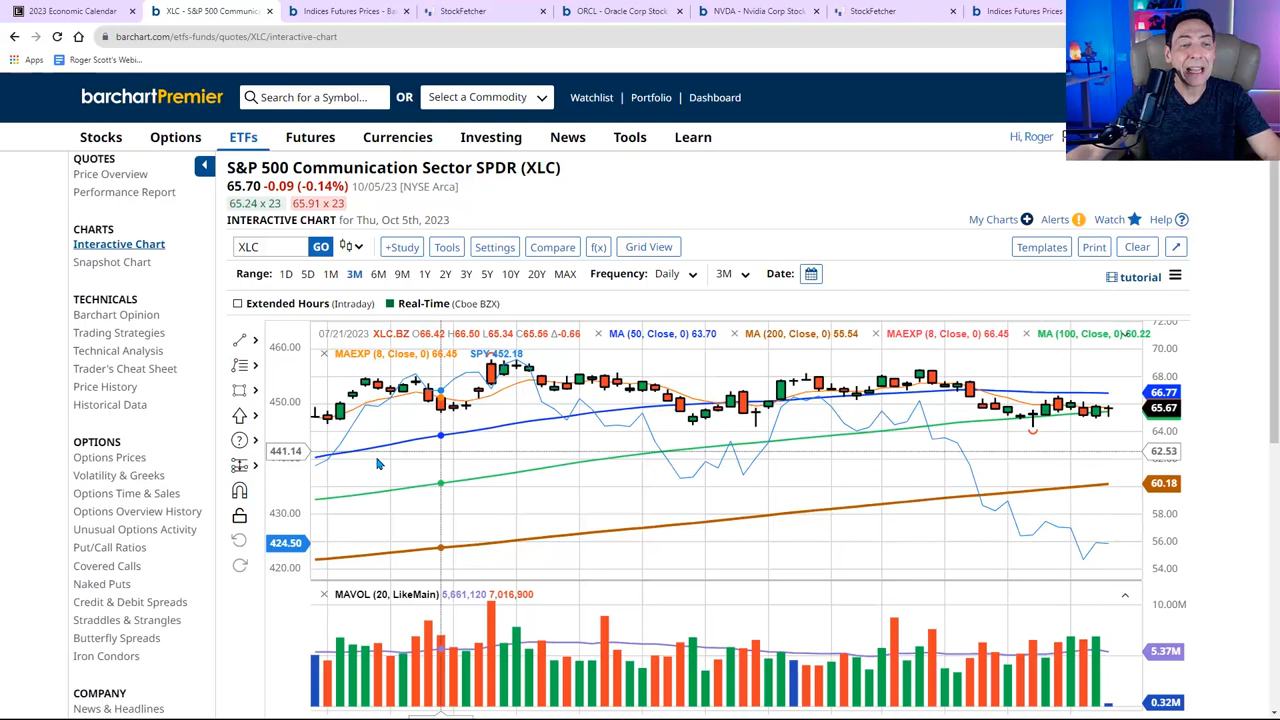 2023 Economic Calendar
XLC - S&P 500 Communic
Indices Futures Prices - Ba
StockFetcher
ORCL - Oracle Corp Stock
NVDA - Nvidia Corp Stock
StockFetcher
Indices Futures Prices
barchart.com/etfs-funds/quotes/XLC/interactive-chart
Apps
Roger Scott's Webi...
barchartPremier
Search for a Symbol...
OR
Select a Commodity
Watchlist | Portfolio | Dashboard
Stocks
Options
ETFs
Futures
Currencies
Investing
News
Tools
Learn
Hi, Roger
QUOTES
Price Overview
Performance Report
CHARTS
Interactive Chart
Snapshot Chart
TECHNICALS
Barchart Opinion
Trading Strategies
Technical Analysis
Trader's Cheat Sheet
Price History
Historical Data
OPTIONS
Options Prices
Volatility & Greeks
Options Time & Sales
Options Overview History
Unusual Options Activity
Put/Call Ratios
Covered Calls
Naked Puts
Credit & Debit Spreads
Straddles & Strangles
Butterfly Spreads
Iron Condors
COMPANY
News & Headlines
S&P 500 Communication Sector SPDR (XLC)
65.70 -0.09 (-0.14%) 10/05/23 [NYSE Arca]
65.24 x 23 65.91 x 23
INTERACTIVE CHART for Thu, Oct 5th, 2023
My Charts Alerts Watch Help
XLC GO +Study Tools Settings Compare f(x) Grid View
Templates Print Clear
Range: 1D 5D 1M 3M 6M 9M 1Y 2Y 3Y 5Y 10Y 20Y MAX Frequency: Daily 3M Date:
tutorial
Extended Hours (Intraday) Real-Time (Cboe BZX)
07/21/2023 XLC.BZ O66.42 H66.50 L65.34 C65.56 Δ-0.66 × MA (50, Close, 0) 63.70 × MA (200, Close, 0) 55.54 × MAEXP (8, Close, 0) 66.45 × MA (100, Close, 0) 60.22
× MAEXP (8, Close, 0) 66.45 SPY 452.18
460.00
450.00
441.14
430.00
424.50
420.00
72.00
70.00
68.00
66.77
65.67
64.00
62.53
60.18
58.00
56.00
54.00
× MAVOL (20, LikeMain) 5,661,120 7,016,900
10.00M
5.37M
0.32M